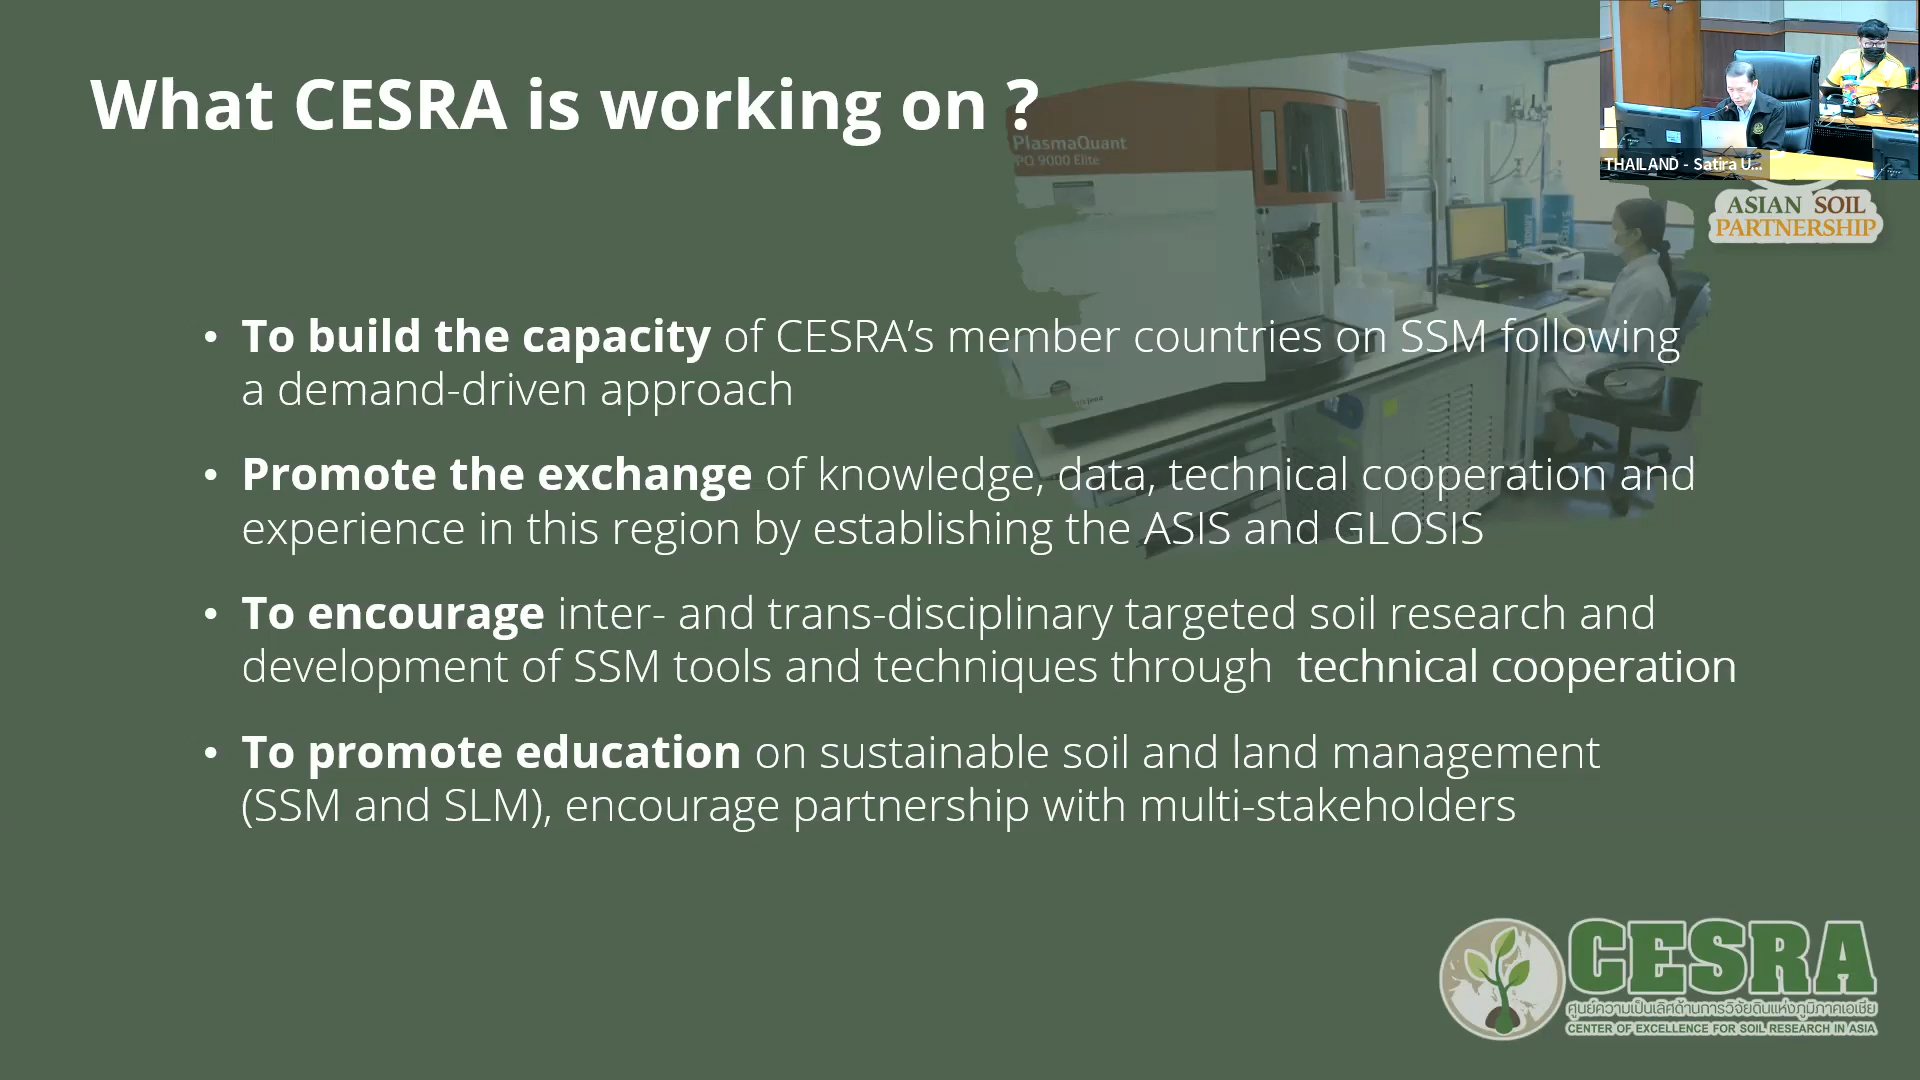 What CESRA is working on ?
PlasmaQuant
PQ 9000 Elite
THAILAND - Satira U...
ASIAN SOIL
PARTNERSHIP
• To build the capacity of CESRA’s member countries on SSM following
a demand-driven approach
• Promote the exchange of knowledge, data, technical cooperation and
experience in this region by establishing the ASIS and GLOSIS
• To encourage inter- and trans-disciplinary targeted soil research and
development of SSM tools and techniques through technical cooperation
• To promote education on sustainable soil and land management
(SSM and SLM), encourage partnership with multi-stakeholders
CESRA
ศูนย์ความเป็นเลิศด้านการวิจัยดินแห่งภูมิภาคเอเชีย
CENTER OF EXCELLENCE FOR SOIL RESEARCH IN ASIA